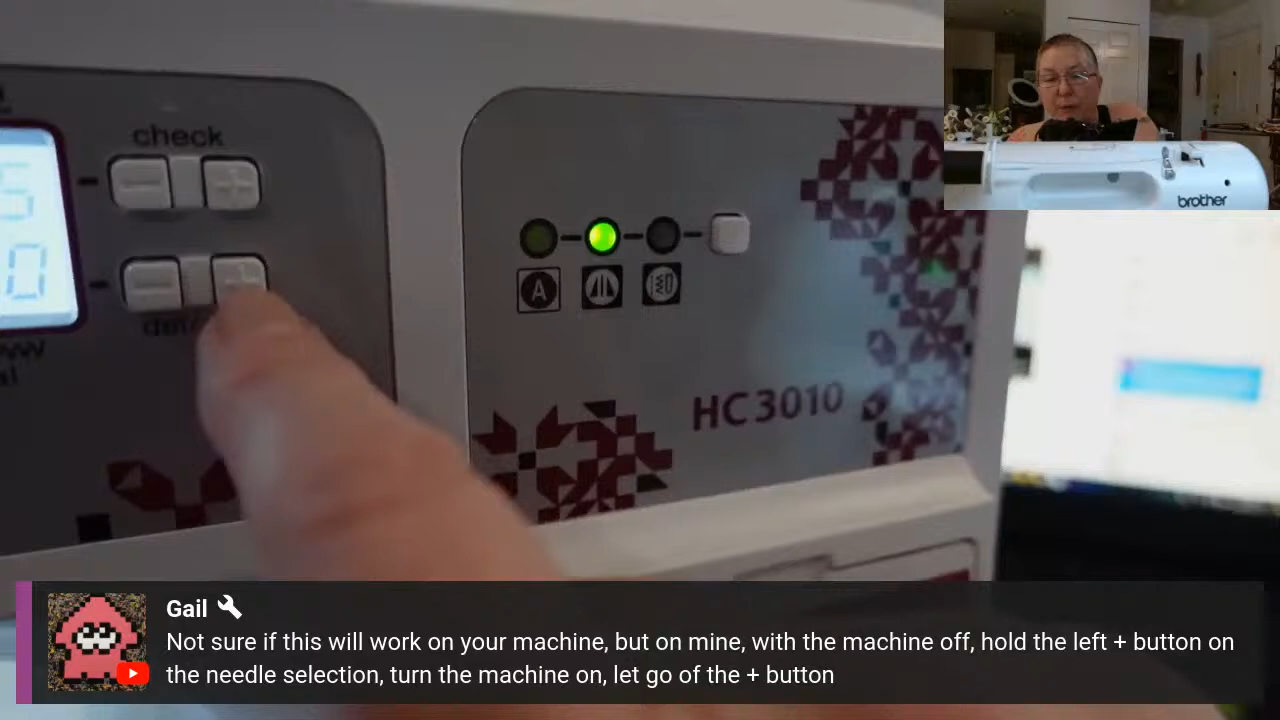 check
A
HC3010
brother
Gail
Not sure if this will work on your machine, but on mine, with the machine off, hold the left + button on
the needle selection, turn the machine on, let go of the + button